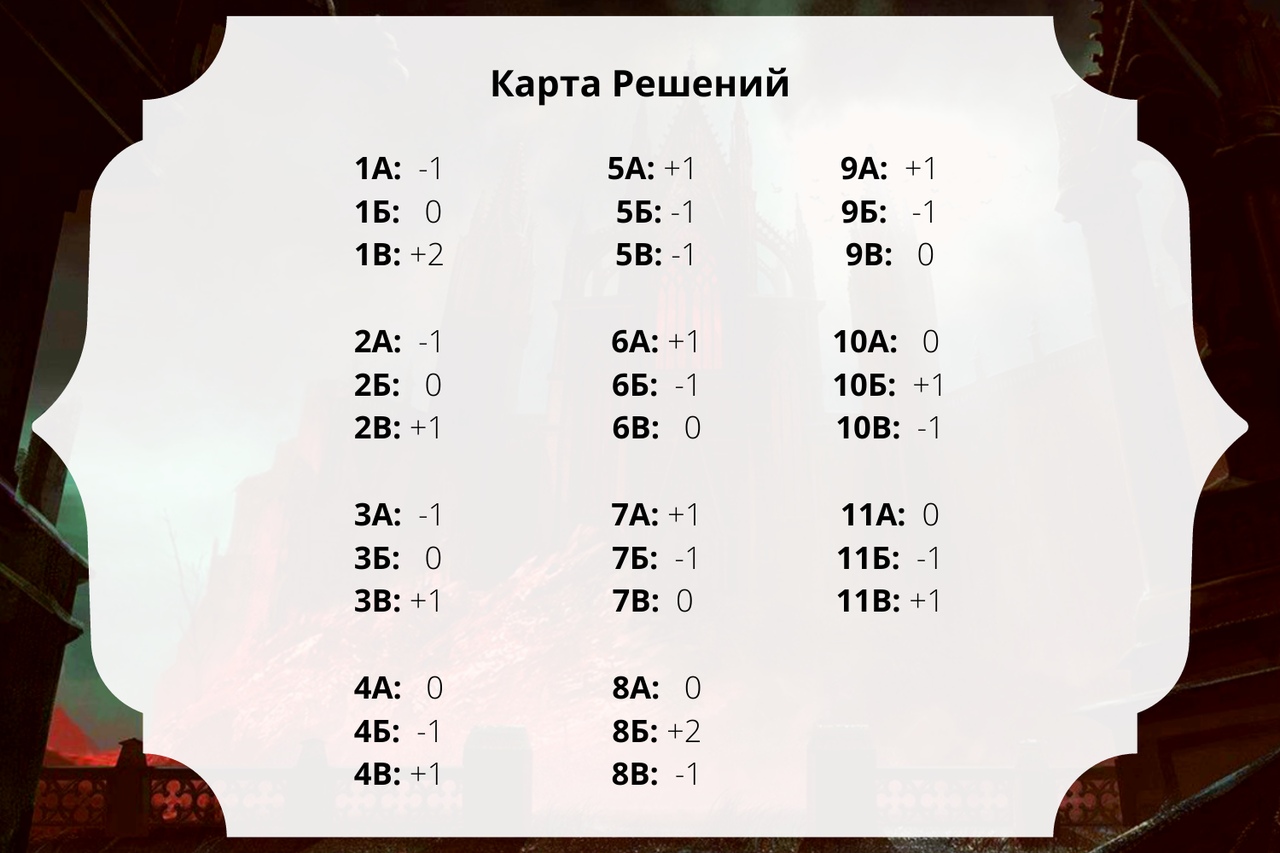 Карта Решений
1А: -1
1Б: 0
1В: +2
2А: -1
2Б: 0
2В: +1
3А: -1
3Б: 0
3В: +1
4А: 0
4Б: -1
4В: +1
5А: +1
5Б: -1
5В: -1
6А: +1
6Б: -1
6В: 0
7А: +1
7Б: -1
7В: 0
8А: 0
8Б: +2
8В: -1
9А: +1
9Б: -1
9В: 0
10А: 0
10Б: +1
10В: -1
11А: 0
11Б: -1
11В: +1